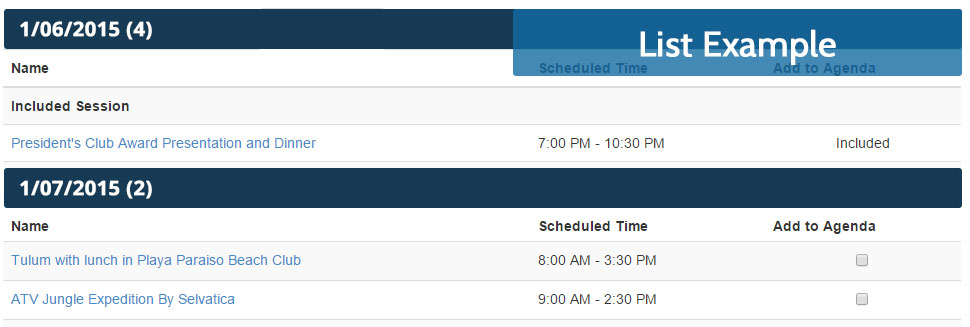 1/06/2015 (4)
List Example
Name Scheduled Time Add to Agenda
Included Session
President's Club Award Presentation and Dinner 7:00 PM - 10:30 PM Included
1/07/2015 (2)
Name Scheduled Time Add to Agenda
Tulum with lunch in Playa Paraiso Beach Club 8:00 AM - 3:30 PM
ATV Jungle Expedition By Selvatica 9:00 AM - 2:30 PM